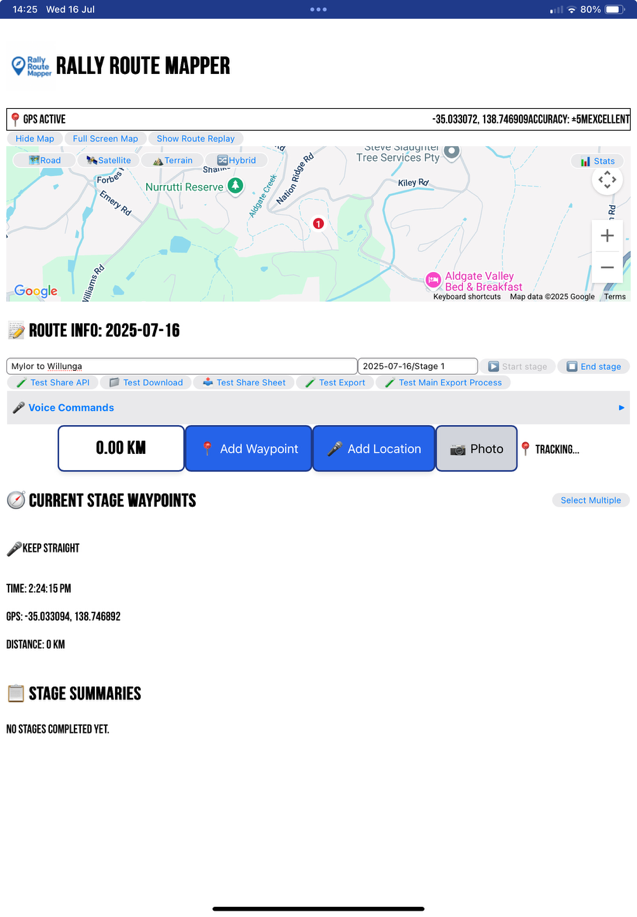 14:25 Wed 16 Jul
80%
Rally
Route
Mapper
RALLY ROUTE MAPPER
GPS ACTIVE
-35.033072, 138.746909ACCURACY: ±5MEXCELLENT
Hide Map
Full Screen Map
Show Route Replay
Road
Satellite
Terrain
Hybrid
Stats
Steve Slaughter
Tree Services Pty
Forbes
Nurrutti Reserve
Aldgate Creek
Nation Ridge Rd
Kiley Rd
Emery Rd
Rd
1
Williams Rd
Aldgate Valley
Bed & Breakfast
Google
Keyboard shortcuts
Map data ©2025 Google
Terms
ROUTE INFO: 2025-07-16
Mylor to Willunga
2025-07-16/Stage 1
Start stage
End stage
Test Share API
Test Download
Test Share Sheet
Test Export
Test Main Export Process
Voice Commands
0.00 KM
Add Waypoint
Add Location
Photo
TRACKING...
CURRENT STAGE WAYPOINTS
Select Multiple
KEEP STRAIGHT
TIME: 2:24:15 PM
GPS: -35.033094, 138.746892
DISTANCE: 0 KM
STAGE SUMMARIES
NO STAGES COMPLETED YET.